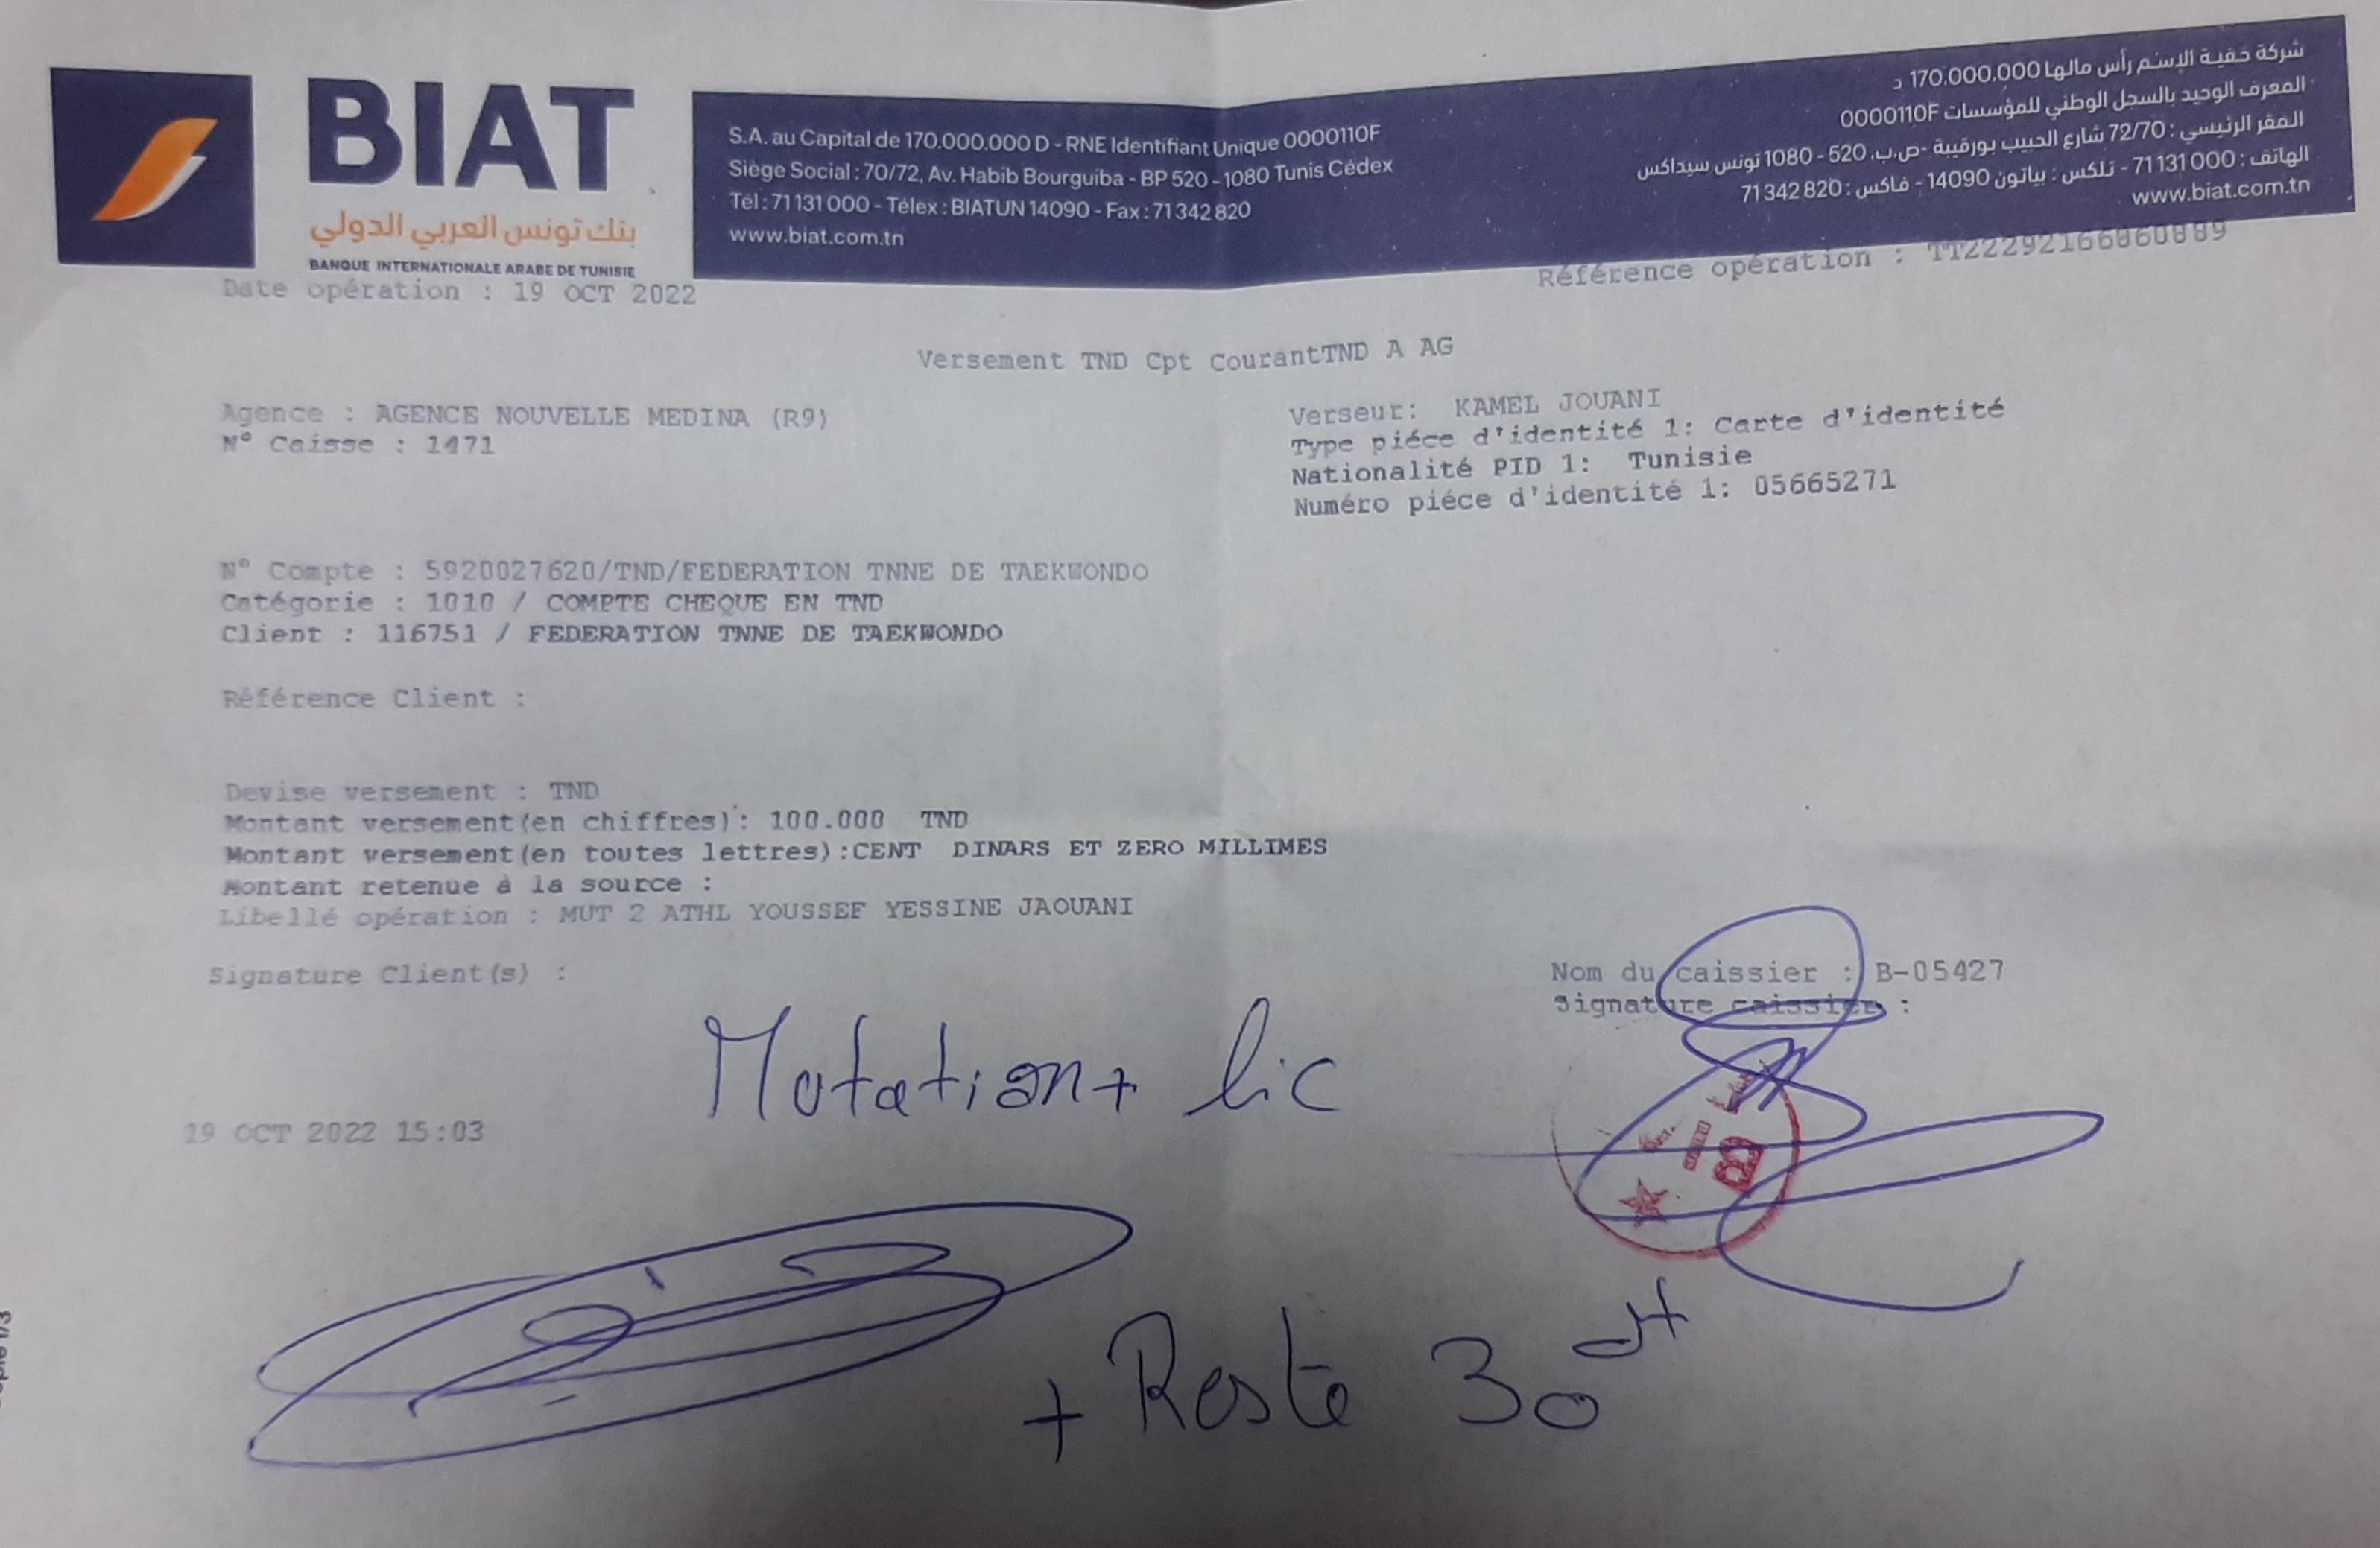 BIAT
بنك تونس العربي الدولي
BANQUE INTERNATIONALE ARABE DE TUNISIE
S.A. au Capital de 170.000.000 D - RNE Identifiant Unique 0000110F
Siège Social : 70/72, Av. Habib Bourguiba - BP 520 - 1080 Tunis Cédex
Tél : 71 131 000 - Télex : BIATUN 14090 - Fax : 71 342 820
www.biat.com.tn
شركة خفية الإسم رأس مالها 170.000.000 د
المعرف الوحيد بالسجل الوطني للمؤسسات 0000110F
المقر الرئيسي : 72/70 شارع الحبيب بورقيبة -ص.ب. 520 - 1080 تونس سيداكس
الهاتف : 71 131 000 - تلكس : بياتون 14090 - فاكس : 71 342 820
www.biat.com.tn
Date opération : 19 OCT 2022
Référence opération : TT22292166860889
Versement TND Cpt CourantTND A AG
Agence : AGENCE NOUVELLE MEDINA (R9)
N° Caisse : 1471
Verseur: KAMEL JOUANI
Type piéce d'identité 1: Carte d'identité
Nationalité PID 1: Tunisie
Numéro piéce d'identité 1: 05665271
N° Compte : 5920027620/TND/FEDERATION TNNE DE TAEKWONDO
Catégorie : 1010 / COMPTE CHEQUE EN TND
Client : 116751 / FEDERATION TNNE DE TAEKWONDO
Référence Client :
Devise versement : TND
Montant versement(en chiffres): 100.000 TND
Montant versement(en toutes lettres):CENT DINARS ET ZERO MILLIMES
Montant retenue à la source :
Libellé opération : MUT 2 ATHL YOUSSEF YESSINE JAOUANI
Signature Client(s) :
Nom du caissier : B-05427
Signature caissier :
Mutation + lic
19 OCT 2022 15:03
+ Reste 30 dt